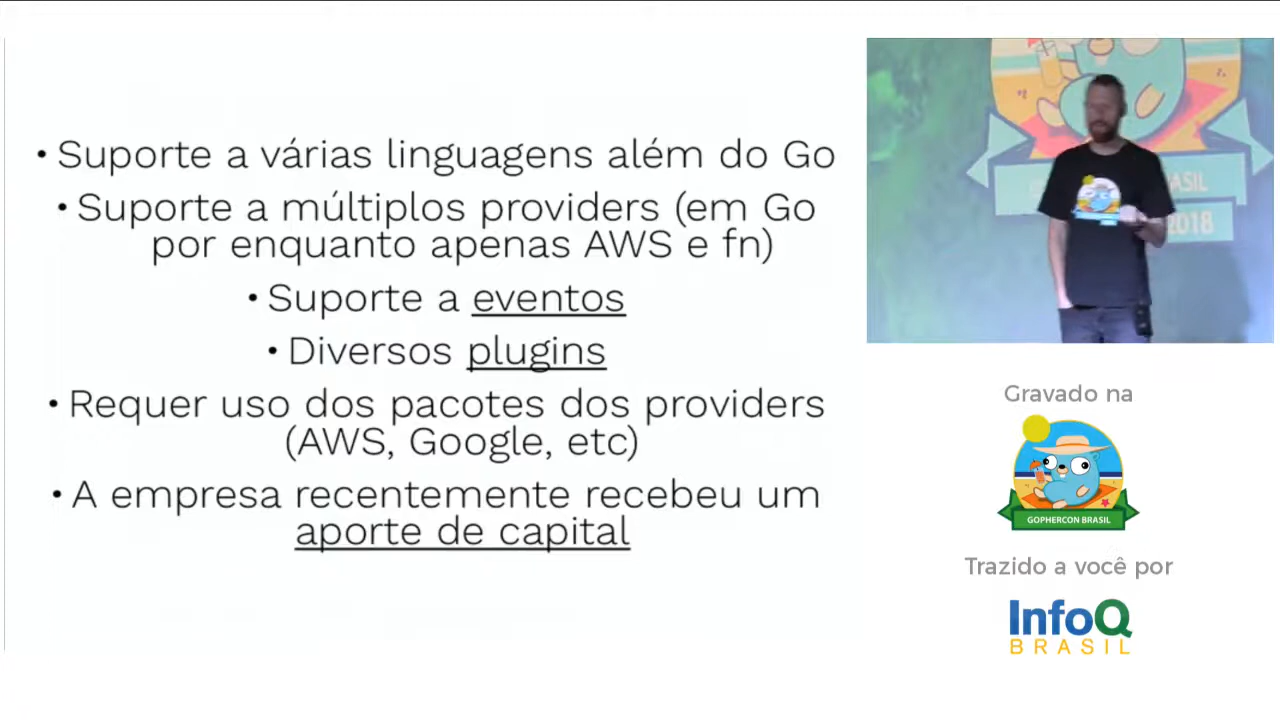 • Suporte a várias linguagens além do Go
• Suporte a múltiplos providers (em Go
por enquanto apenas AWS e fn)
• Suporte a eventos
• Diversos plugins
• Requer uso dos pacotes dos providers
(AWS, Google, etc)
• A empresa recentemente recebeu um
aporte de capital
2018
Gravado na
GOPHERCON BRASIL
Trazido a você por
InfoQ
BRASIL